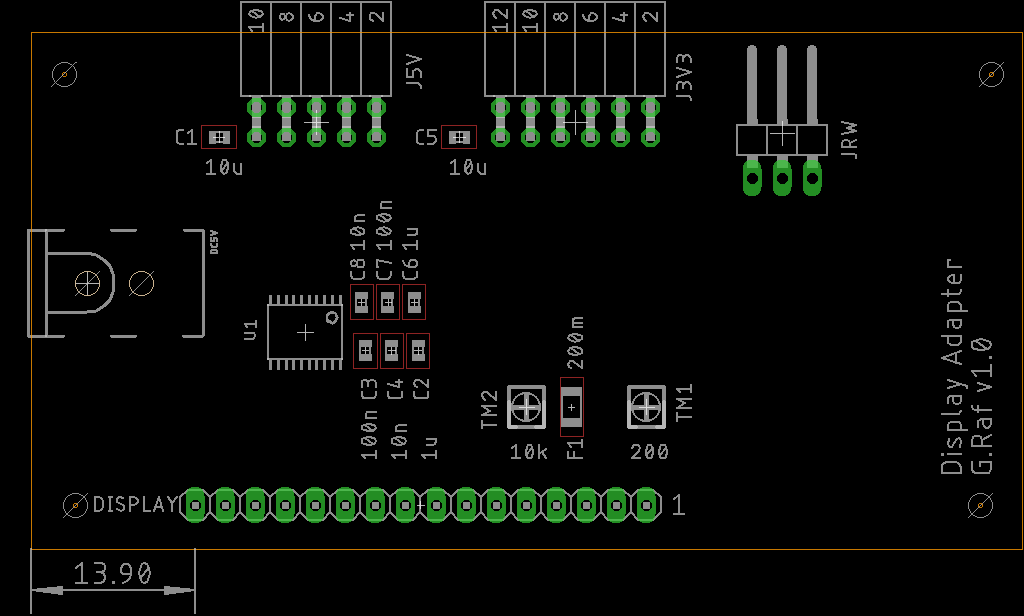 10 8 6 4 2
J5V
12 10 8 6 4 2
J3V3
JRW
C1
10u
C5
10u
DC5V
C8 10n
C7 100n
C6 1u
U1
C3
100n
C4
10n
C2
1u
TM2
10k
F1
200m
TM1
200
Display Adapter
G.Raf v1.0
DISPLAY
1
13.90